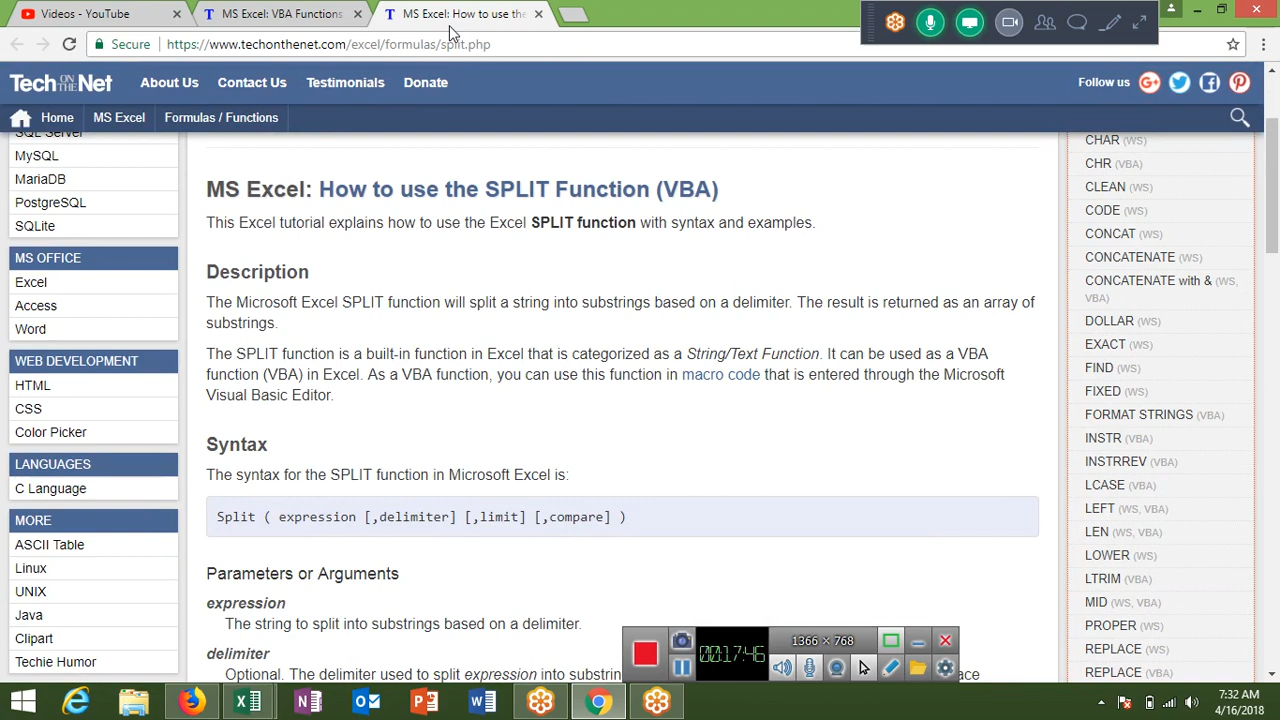 Videos - YouTube
MS Excel: VBA Functions
MS Excel: How to use the
Secure
https://www.techonthenet.com/excel/formulas/split.php
TECH ON THE NET
About Us
Contact Us
Testimonials
Donate
Follow us
Home
MS Excel
Formulas / Functions
SQL Server
MySQL
MariaDB
PostgreSQL
SQLite
MS OFFICE
Excel
Access
Word
WEB DEVELOPMENT
HTML
CSS
Color Picker
LANGUAGES
C Language
MORE
ASCII Table
Linux
UNIX
Java
Clipart
Techie Humor
MS Excel: How to use the SPLIT Function (VBA)
This Excel tutorial explains how to use the Excel SPLIT function with syntax and examples.
Description
The Microsoft Excel SPLIT function will split a string into substrings based on a delimiter. The result is returned as an array of
substrings.
The SPLIT function is a built-in function in Excel that is categorized as a String/Text Function. It can be used as a VBA
function (VBA) in Excel. As a VBA function, you can use this function in macro code that is entered through the Microsoft
Visual Basic Editor.
Syntax
The syntax for the SPLIT function in Microsoft Excel is:
Split ( expression [,delimiter] [,limit] [,compare] )
Parameters or Arguments
expression
The string to split into substrings based on a delimiter.
delimiter
Optional. The delimiter used to split expression into substrin
ace
CHAR (WS)
CHR (VBA)
CLEAN (WS)
CODE (WS)
CONCAT (WS)
CONCATENATE (WS)
CONCATENATE with & (WS,
VBA)
DOLLAR (WS)
EXACT (WS)
FIND (WS)
FIXED (WS)
FORMAT STRINGS (VBA)
INSTR (VBA)
INSTRREV (VBA)
LCASE (VBA)
LEFT (WS, VBA)
LEN (WS, VBA)
LOWER (WS)
LTRIM (VBA)
MID (WS, VBA)
PROPER (WS)
REPLACE (WS)
REPLACE (VBA)
00:17:46
1366 × 768
7:32 AM
4/16/2018